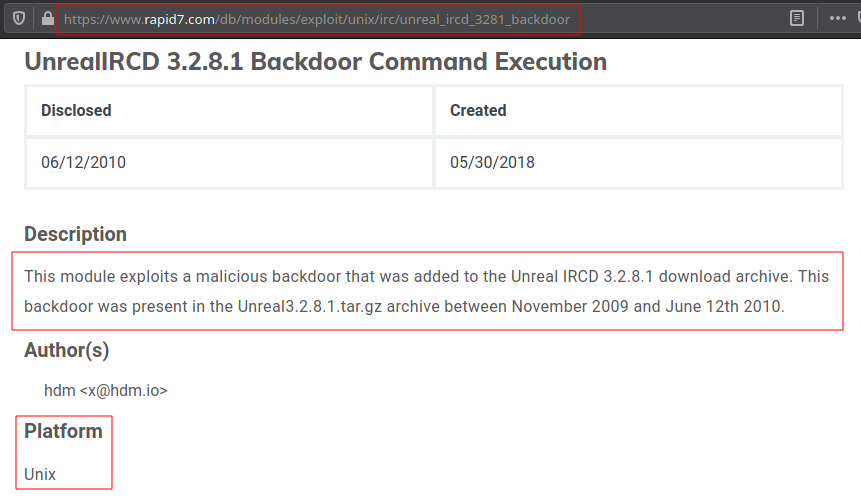 https://www.rapid7.com/db/modules/exploit/unix/irc/unreal_ircd_3281_backdoor
UnrealIRCD 3.2.8.1 Backdoor Command Execution
Disclosed Created
06/12/2010 05/30/2018
Description
This module exploits a malicious backdoor that was added to the Unreal IRCD 3.2.8.1 download archive. This
backdoor was present in the Unreal3.2.8.1.tar.gz archive between November 2009 and June 12th 2010.
Author(s)
hdm <x@hdm.io>
Platform
Unix